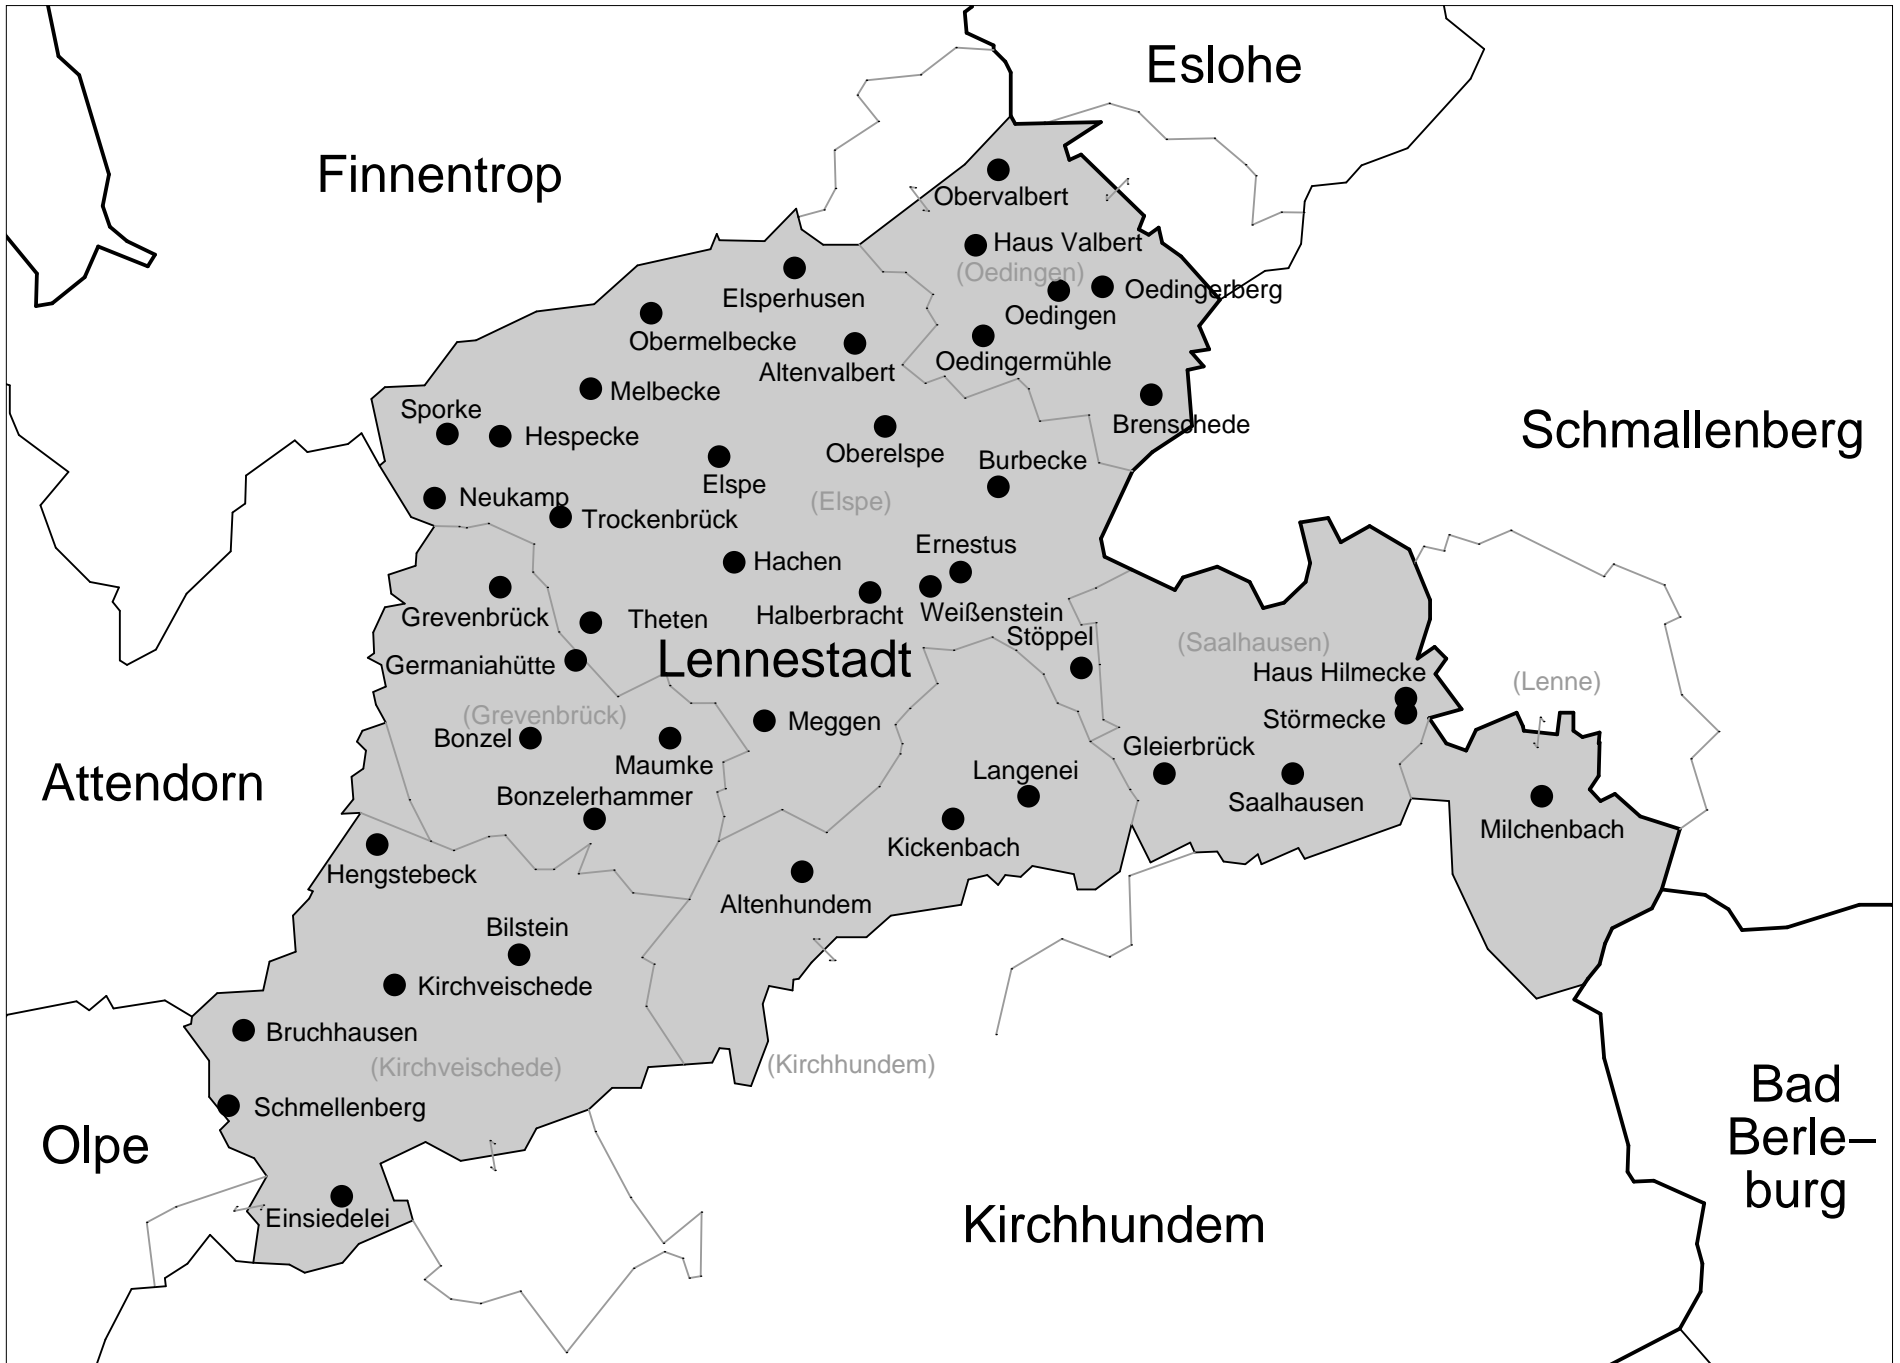 Eslohe
Finnentrop
Obervalbert
Haus Valbert
(Oedingen)
Oedingerberg
Elsperhusen
Oedingen
Obermelbecke
Oedingermühle
Altenvalbert
Melbecke
Sporke
Brenschede
Schmallenberg
Hespecke
Oberelspe
Burbecke
Elspe
Neukamp
(Elspe)
Trockenbrück
Ernestus
Hachen
Grevenbrück
Halberbracht
Weißenstein
Theten
Stöppel
(Saalhausen)
Germaniahütte
Lennestadt
Haus Hilmecke
(Lenne)
(Grevenbrück)
Meggen
Störmecke
Bonzel
Gleierbrück
Maumke
Langenei
Attendorn
Bonzelerhammer
Saalhausen
Milchenbach
Kickenbach
Hengstebeck
Altenhundem
Bilstein
Kirchveischede
Bruchhausen
(Kirchveischede)
(Kirchhundem)
Schmellenberg
Olpe
Bad
Berle–
burg
Einsiedelei
Kirchhundem